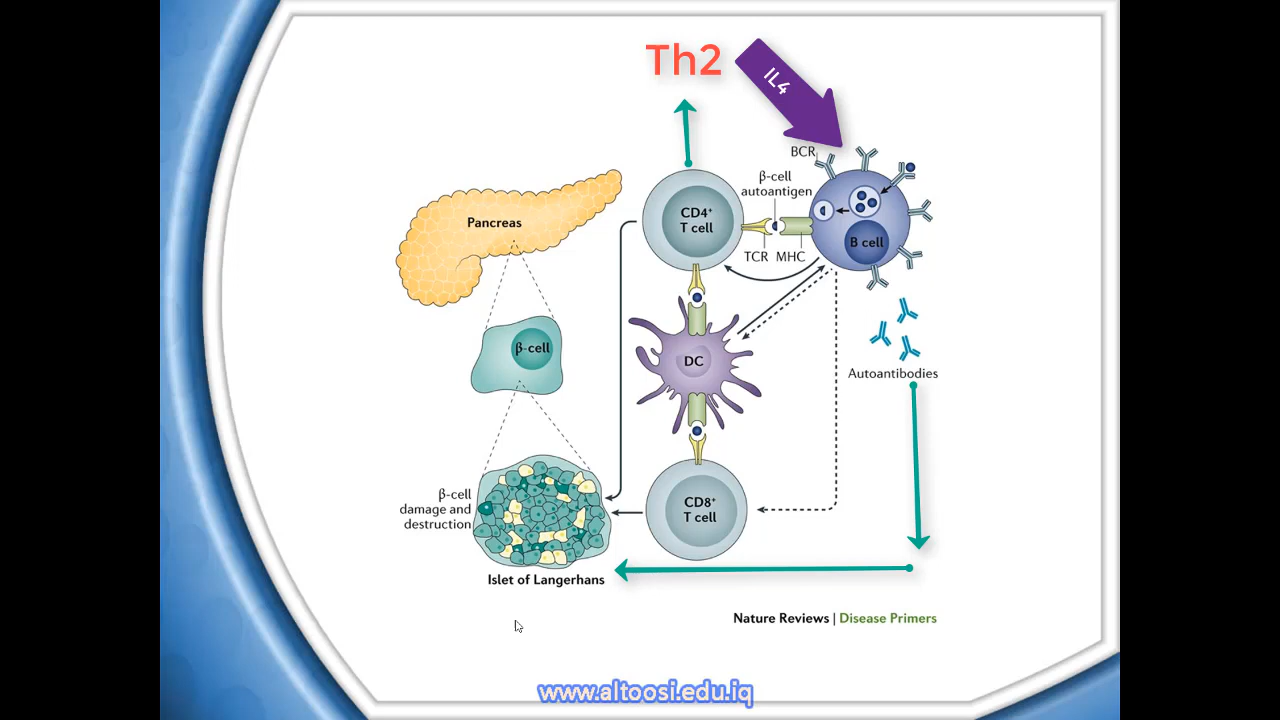 Th2
IL4
BCR
β-cell
autoantigen
Pancreas
CD4⁺
T cell
B cell
TCR MHC
β-cell
DC
Autoantibodies
β-cell
damage and
destruction
CD8⁺
T cell
Islet of Langerhans
Nature Reviews | Disease Primers
www.altoosi.edu.iq